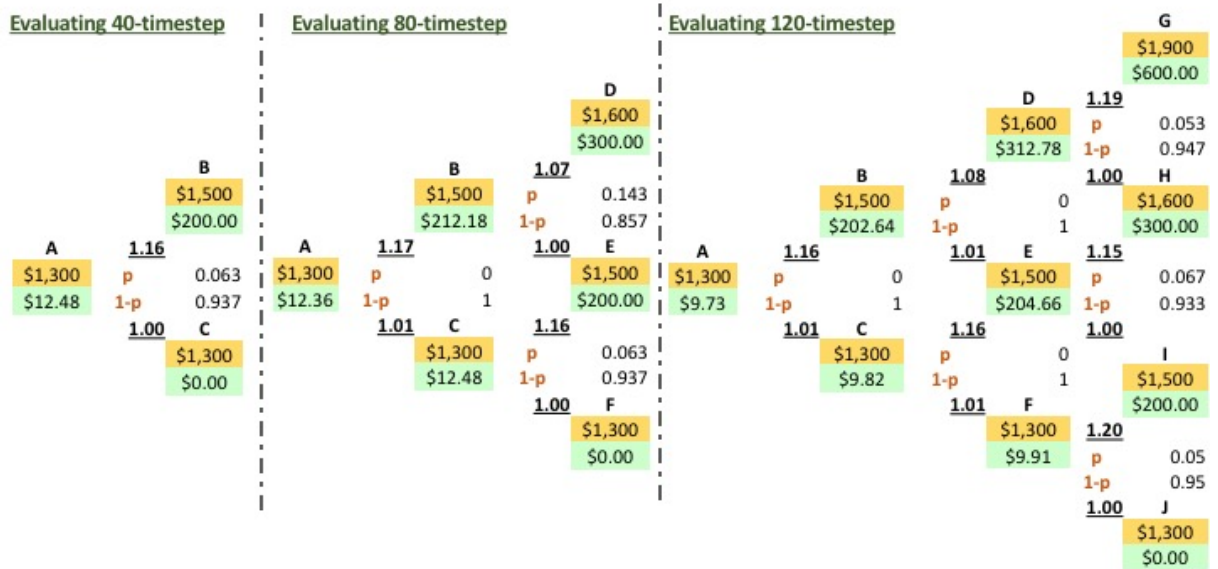 Evaluating 40-timestep
B
$1,500
$200.00
A
1.16
$1,300
p 0.063
$12.48
1-p 0.937
1.00
C
$1,300
$0.00
Evaluating 80-timestep
D
$1,600
$300.00
B
1.07
$1,500
p 0.143
$212.18
1-p 0.857
A
1.17
1.00
E
$1,300
p 0
$1,500
$12.36
1-p 1
$200.00
1.01
C
1.16
$1,300
p 0.063
$12.48
1-p 0.937
1.00
F
$1,300
$0.00
Evaluating 120-timestep
G
$1,900
$600.00
D
1.19
$1,600
p 0.053
$312.78
1-p 0.947
B
1.08
1.00
H
$1,500
p 0
$1,600
$202.64
1-p 1
$300.00
A
1.16
1.01
E
1.15
$1,300
p 0
$1,500
p 0.067
$9.73
1-p 1
$204.66
1-p 0.933
1.01
C
1.16
1.00
$1,300
p 0
I
$9.82
1-p 1
$1,500
1.01
F
$200.00
$1,300
1.20
$9.91
p 0.05
1-p 0.95
1.00
J
$1,300
$0.00